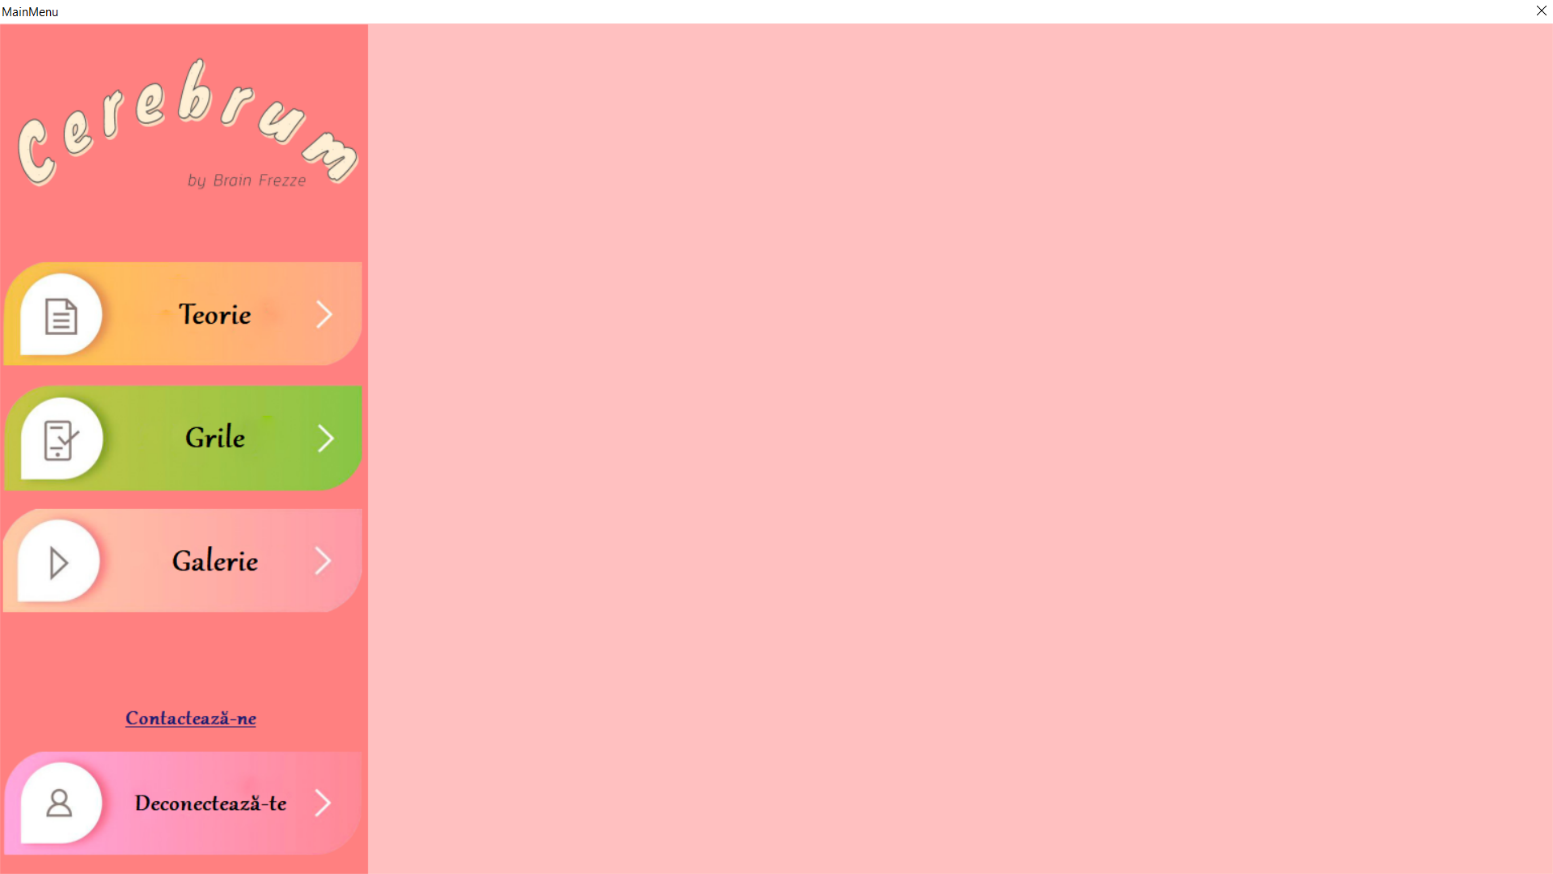 MainMenu
Cerebrum
by Brain Frezze
Teorie
Grile
Galerie
Contactează-ne
Deconectează-te